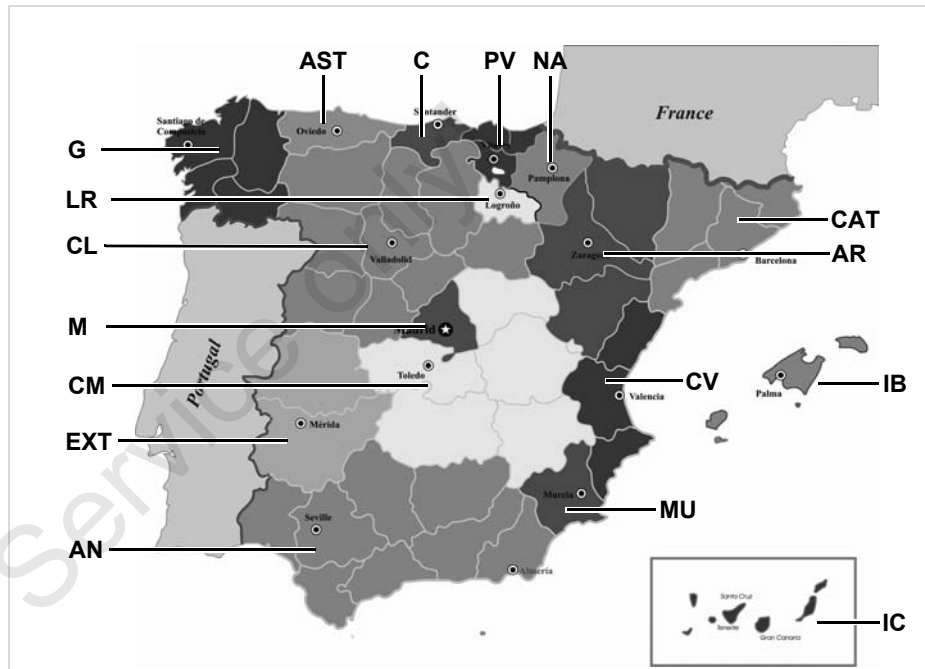 AST
C
PV
NA
Santander
France
Santiago de
Oviedo
G
Pamplona
LR
Logroño
CAT
CL
Valladolid
Zarago
AR
Barcelona
M
Madrid
Portugal
CM
Toledo
CV
Valencia
Palma
IB
EXT
Mérida
Murcia
MU
Seville
AN
Almería
Santa Cruz
Tenerife
Gran Canaria
IC
Service only